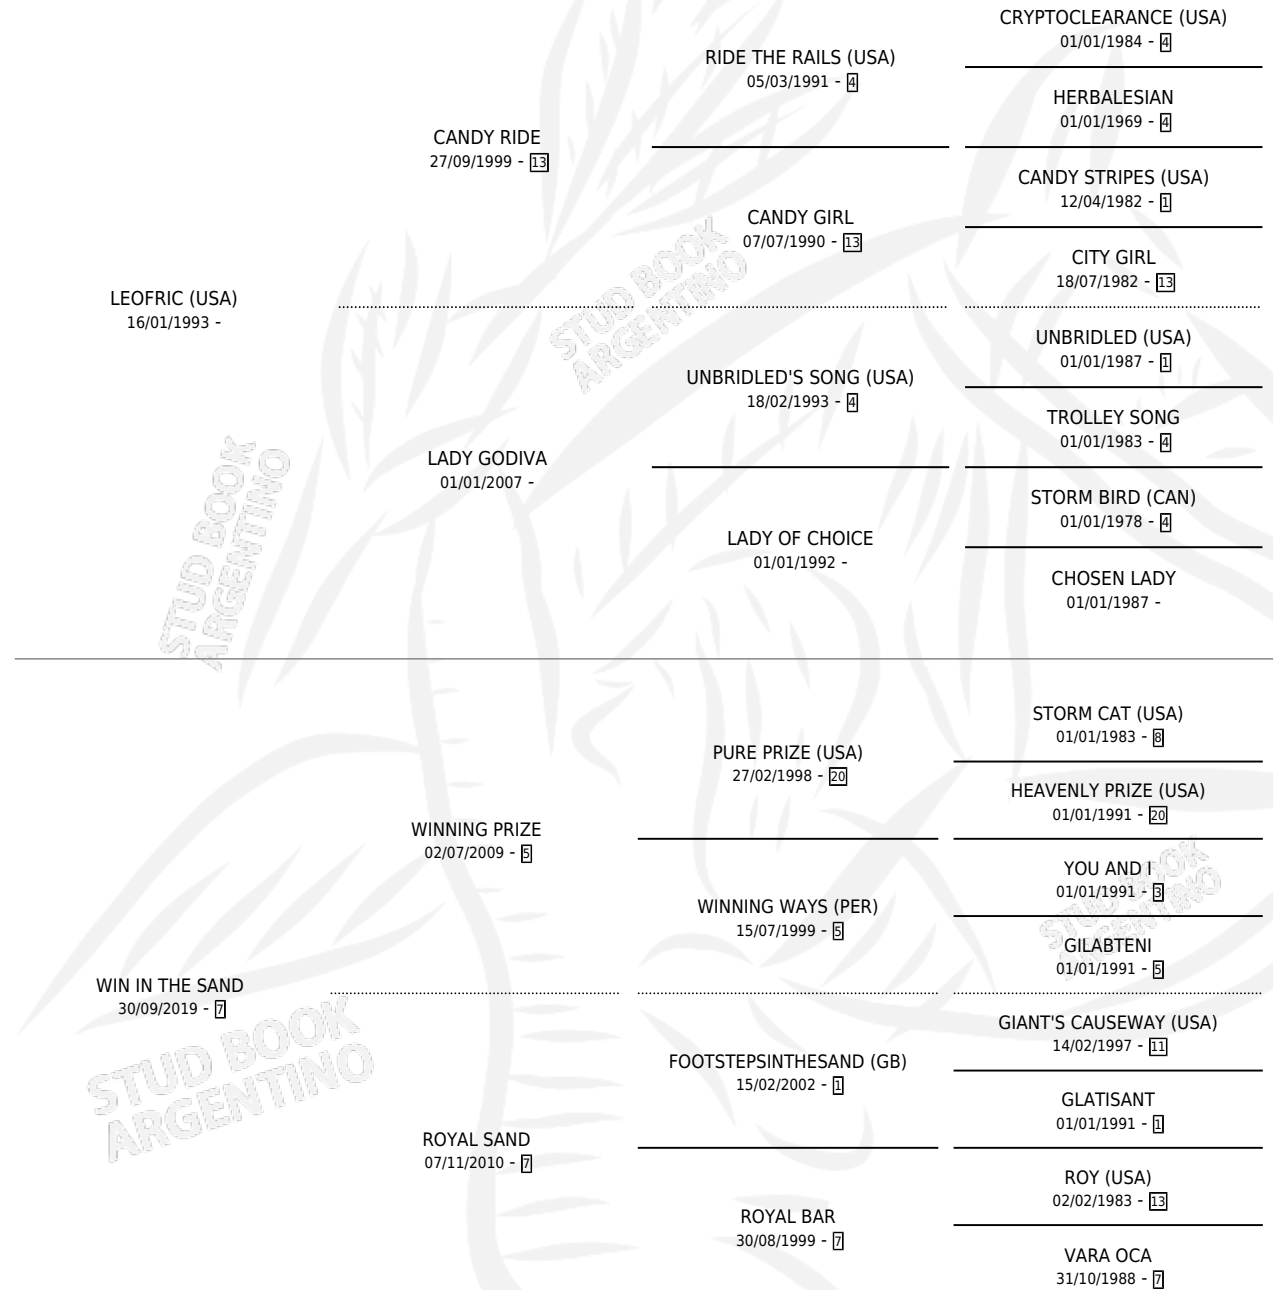 CRYPTOCLEARANCE (USA)
01/01/1984 - 4
RIDE THE RAILS (USA)
05/03/1991 - 4
HERBALESIAN
01/01/1969 - 4
CANDY RIDE
27/09/1999 - 13
CANDY STRIPES (USA)
12/04/1982 - 1
CANDY GIRL
07/07/1990 - 13
CITY GIRL
18/07/1982 - 13
LEOFRIC (USA)
16/01/1993 -
UNBRIDLED (USA)
01/01/1987 - 1
UNBRIDLED'S SONG (USA)
18/02/1993 - 4
TROLLEY SONG
01/01/1983 - 4
LADY GODIVA
01/01/2007 -
STORM BIRD (CAN)
01/01/1978 - 4
LADY OF CHOICE
01/01/1992 -
CHOSEN LADY
01/01/1987 -
STUD BOOK
ARGENTINO
STUD BOOK
ARGENTINO
STORM CAT (USA)
01/01/1983 - 8
PURE PRIZE (USA)
27/02/1998 - 20
HEAVENLY PRIZE (USA)
01/01/1991 - 20
WINNING PRIZE
02/07/2009 - 5
YOU AND I
01/01/1991 - 3
WINNING WAYS (PER)
15/07/1999 - 5
GILABTENI
01/01/1991 - 5
WIN IN THE SAND
30/09/2019 - 7
GIANT'S CAUSEWAY (USA)
14/02/1997 - 11
FOOTSTEPSINTHESAND (GB)
15/02/2002 - 1
GLATISANT
01/01/1991 - 1
ROYAL SAND
07/11/2010 - 7
ROY (USA)
02/02/1983 - 13
ROYAL BAR
30/08/1999 - 7
VARA OCA
31/10/1988 - 7
STUD BOOK
ARGENTINO
STUD BOOK
ARGENTINO